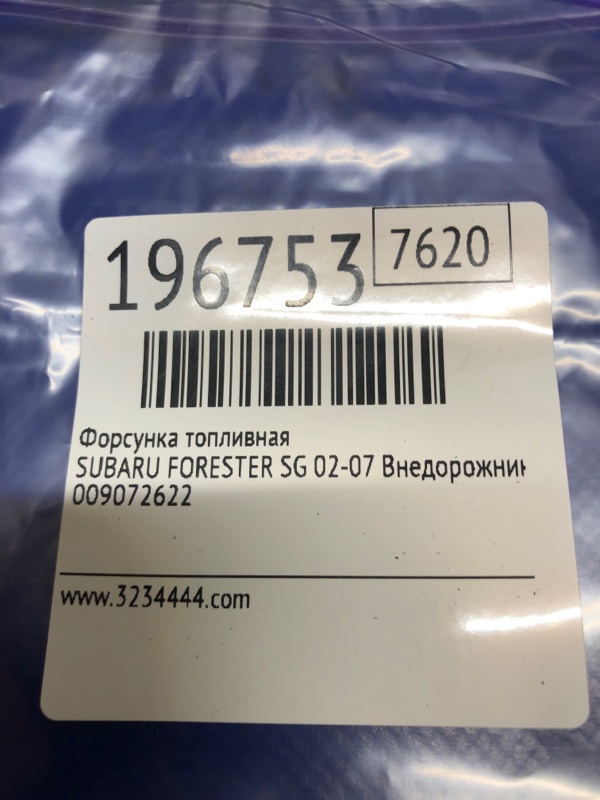 196753
7620
Форсунка топливная
SUBARU FORESTER SG 02-07 Внедорожник
009072622
www.3234444.com